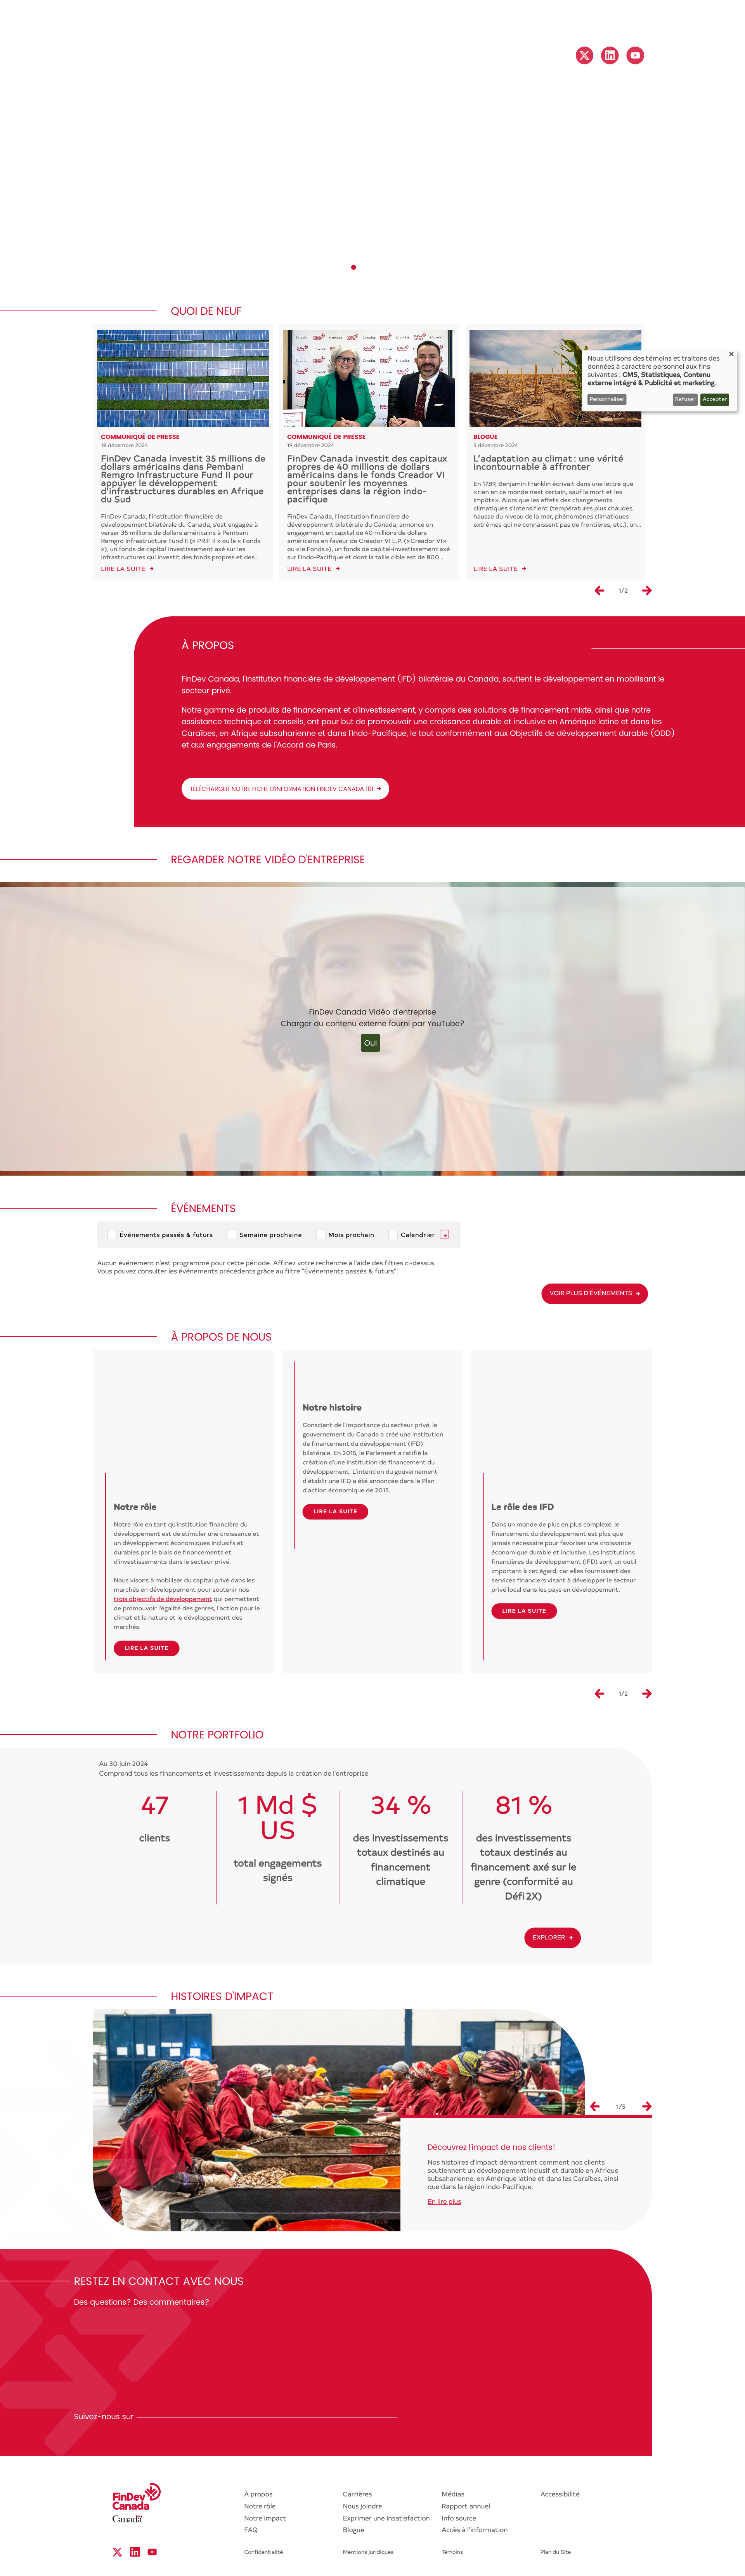 QUOI DE NEUF
COMMUNIQUÉ DE PRESSE
18 décembre 2024
FinDev Canada investit 35 millions de
dollars américains dans Pembani
Remgro Infrastructure Fund II pour
appuyer le développement
d'infrastructures durables en Afrique
du Sud
FinDev Canada, l'institution financière de
développement bilatérale du Canada, s'est engagée à
verser 35 millions de dollars américains à Pembani
Remgro Infrastructure Fund II (« PRIF II » ou le « Fonds
»), un fonds de capital investissement axé sur les
infrastructures qui investit des fonds propres et des...
LIRE LA SUITE
COMMUNIQUÉ DE PRESSE
19 décembre 2024
FinDev Canada investit des capitaux
propres de 40 millions de dollars
américains dans le fonds Creador VI
pour soutenir les moyennes
entreprises dans la région indo-
pacifique
FinDev Canada, l'institution financière de
développement bilatérale du Canada, annonce un
engagement en capital de 40 millions de dollars
américains en faveur de Creador VI L.P. (« Creador VI »
ou « le Fonds »), un fonds de capital-investissement axé
sur l'Indo-Pacifique et dont la taille cible est de 800...
LIRE LA SUITE
BLOGUE
3 décembre 2024
L'adaptation au climat : une vérité
incontournable à affronter
En 1789, Benjamin Franklin écrivait dans une lettre que
« rien en ce monde n'est certain, sauf la mort et les
impôts ». Alors que les effets des changements
climatiques s'intensifient (températures plus chaudes,
hausse du niveau de la mer, phénomènes climatiques
extrêmes qui ne connaissent pas de frontières, etc.), un...
LIRE LA SUITE
Nous utilisons des témoins et traitons des
données à caractère personnel aux fins
suivantes : CMS, Statistiques, Contenu
externe intégré & Publicité et marketing.
Personnaliser
Refuser
Accepter
1/2
À PROPOS
FinDev Canada, l'institution financière de développement (IFD) bilatérale du Canada, soutient le développement en mobilisant le
secteur privé.
Notre gamme de produits de financement et d'investissement, y compris des solutions de financement mixte, ainsi que notre
assistance technique et conseils, ont pour but de promouvoir une croissance durable et inclusive en Amérique latine et dans les
Caraïbes, en Afrique subsaharienne et dans l'Indo-Pacifique, le tout conformément aux Objectifs de développement durable (ODD)
et aux engagements de l'Accord de Paris.
TÉLÉCHARGER NOTRE FICHE D'INFORMATION FINDEV CANADA 101
REGARDER NOTRE VIDÉO D'ENTREPRISE
FinDev Canada Vidéo d'entreprise
Charger du contenu externe fourni par YouTube?
Oui
ÉVÉNEMENTS
Événements passés & futurs
Semaine prochaine
Mois prochain
Calendrier
Aucun événement n'est programmé pour cette période. Affinez votre recherche à l'aide des filtres ci-dessus.
Vous pouvez consulter les événements précédents grâce au filtre "Événements passés & futurs".
VOIR PLUS D'ÉVÉNEMENTS
À PROPOS DE NOUS
Notre rôle
Notre rôle en tant qu'institution financière du
développement est de stimuler une croissance et
un développement économiques inclusifs et
durables par le biais de financements et
d'investissements dans le secteur privé.
Nous visons à mobiliser du capital privé dans les
marchés en développement pour soutenir nos
trois objectifs de développement qui permettent
de promouvoir l'égalité des genres, l'action pour le
climat et la nature et le développement des
marchés.
LIRE LA SUITE
Notre histoire
Conscient de l'importance du secteur privé, le
gouvernement du Canada a créé une institution
de financement du développement (IFD)
bilatérale. En 2015, le Parlement a ratifié la
création d'une institution de financement du
développement. L'intention du gouvernement
d'établir une IFD a été annoncée dans le Plan
d'action économique de 2015.
LIRE LA SUITE
Le rôle des IFD
Dans un monde de plus en plus complexe, le
financement du développement est plus que
jamais nécessaire pour favoriser une croissance
économique durable et inclusive. Les Institutions
financières de développement (IFD) sont un outil
important à cet égard, car elles fournissent des
services financiers visant à développer le secteur
privé local dans les pays en développement.
LIRE LA SUITE
1/2
NOTRE PORTFOLIO
Au 30 juin 2024
Comprend tous les financements et investissements depuis la création de l'entreprise
47
clients
1 Md $
US
total engagements
signés
34 %
des investissements
totaux destinés au
financement
climatique
81 %
des investissements
totaux destinés au
financement axé sur le
genre (conformité au
Défi 2X)
EXPLORER
HISTOIRES D'IMPACT
1/5
Découvrez l'impact de nos clients!
Nos histoires d'impact démontrent comment nos clients
soutiennent un développement inclusif et durable en Afrique
subsaharienne, en Amérique latine et dans les Caraïbes, ainsi
que dans la région Indo-Pacifique.
En lire plus
RESTEZ EN CONTACT AVEC NOUS
Des questions? Des commentaires?
Suivez-nous sur
FinDev
Canada
Canada
À propos
Notre rôle
Notre impact
FAQ
Carrières
Nous joindre
Exprimer une insatisfaction
Blogue
Médias
Rapport annuel
Info source
Accès à l'information
Accessibilité
Confidentialité
Mentions juridiques
Témoins
Plan du Site